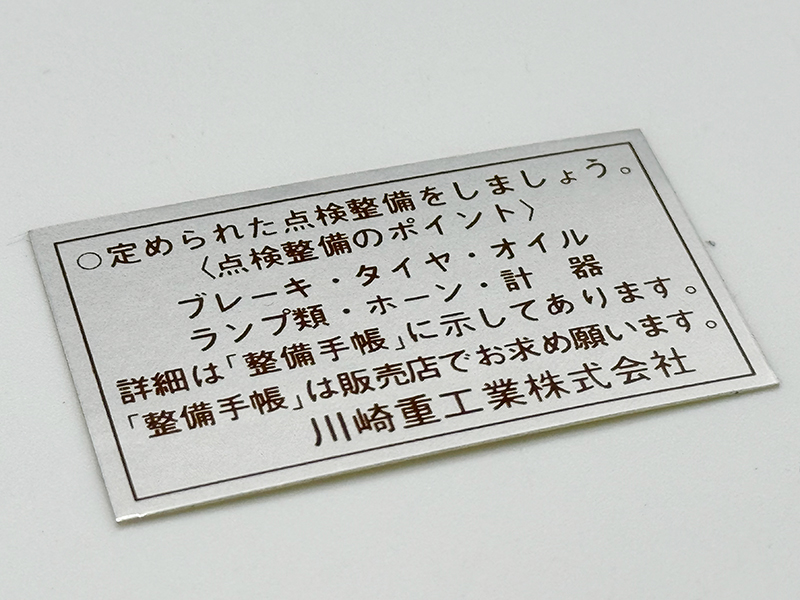 ○定められた点検整備をしましょう。
〈点検整備のポイント〉
ブレーキ・タイヤ・オイル
ランプ類・ホーン・計 器
詳細は「整備手帳」に示してあります。
「整備手帳」は販売店でお求め願います。
川崎重工業株式会社